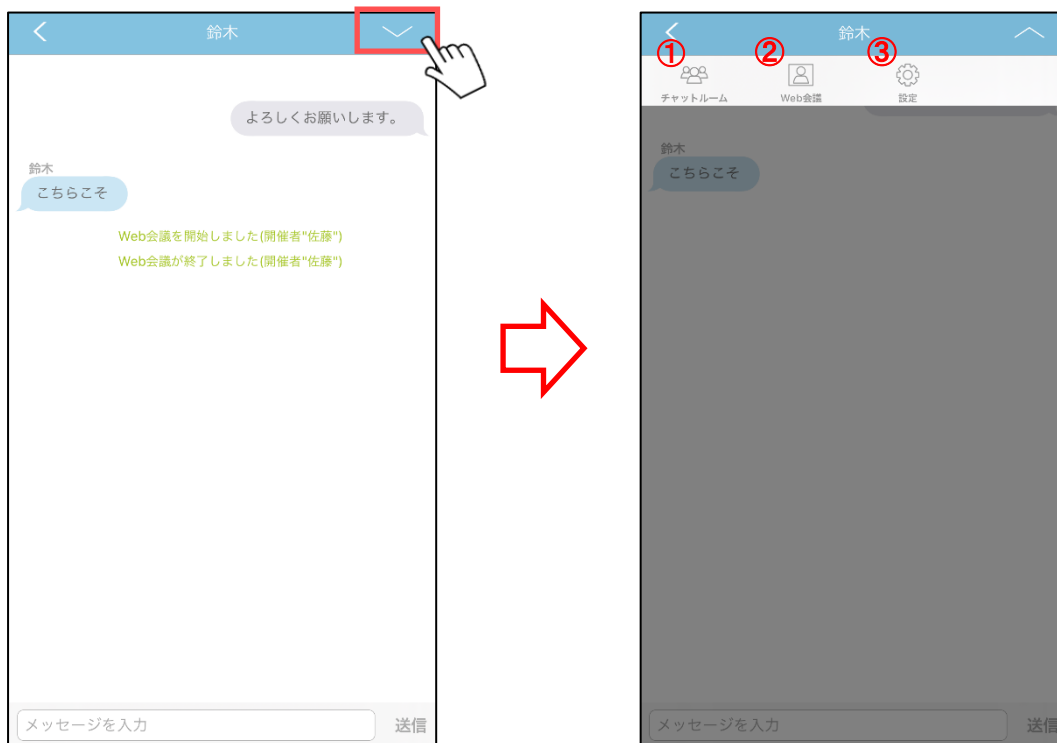 鈴木
よろしくお願いします。
鈴木
こちらこそ
Web会議を開始しました(開催者"佐藤")
Web会議が終了しました(開催者"佐藤")
メッセージを入力
送信
鈴木
① ② ③
チャットルーム Web会議 設定
鈴木
こちらこそ
メッセージを入力
送信